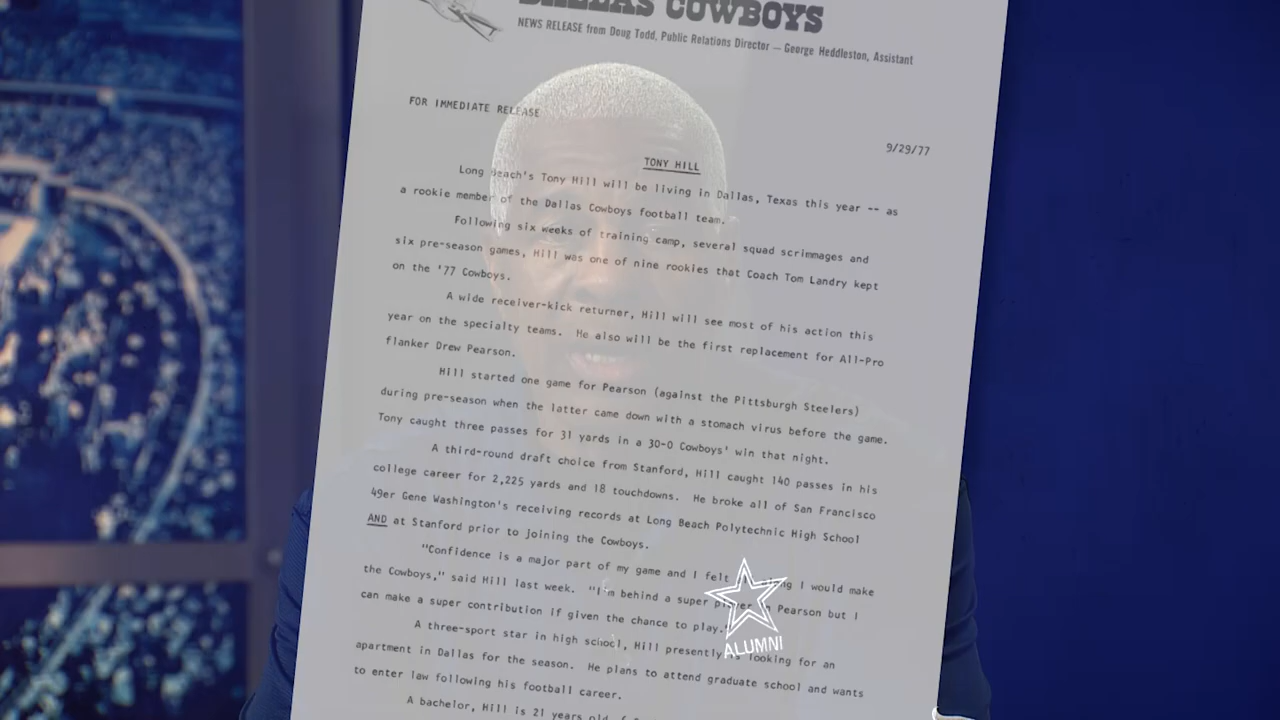 DALLAS COWBOYS
NEWS RELEASE from Doug Todd, Public Relations Director — George Heddleston, Assistant
FOR IMMEDIATE RELEASE
9/29/77
TONY HILL
Long Beach's Tony Hill will be living in Dallas, Texas this year -- as
a rookie member of the Dallas Cowboys football team.
Following six weeks of training camp, several squad scrimmages and
six pre-season games, Hill was one of nine rookies that Coach Tom Landry kept
on the '77 Cowboys.
A wide receiver-kick returner, Hill will see most of his action this
year on the specialty teams. He also will be the first replacement for All-Pro
flanker Drew Pearson.
Hill started one game for Pearson (against the Pittsburgh Steelers)
during pre-season when the latter came down with a stomach virus before the game.
Tony caught three passes for 31 yards in a 30-0 Cowboys' win that night.
A third-round draft choice from Stanford, Hill caught 140 passes in his
college career for 2,225 yards and 18 touchdowns. He broke all of San Francisco
49er Gene Washington's receiving records at Long Beach Polytechnic High School
AND at Stanford prior to joining the Cowboys.
"Confidence is a major part of my game and I felt I would make
the Cowboys," said Hill last week. "I'm behind a super player in Pearson but I
can make a super contribution if given the chance to play."
A three-sport star in high school, Hill presently is looking for an
apartment in Dallas for the season. He plans to attend graduate school and wants
to enter law following his football career.
A bachelor, Hill is 21 years old
ALUMNI